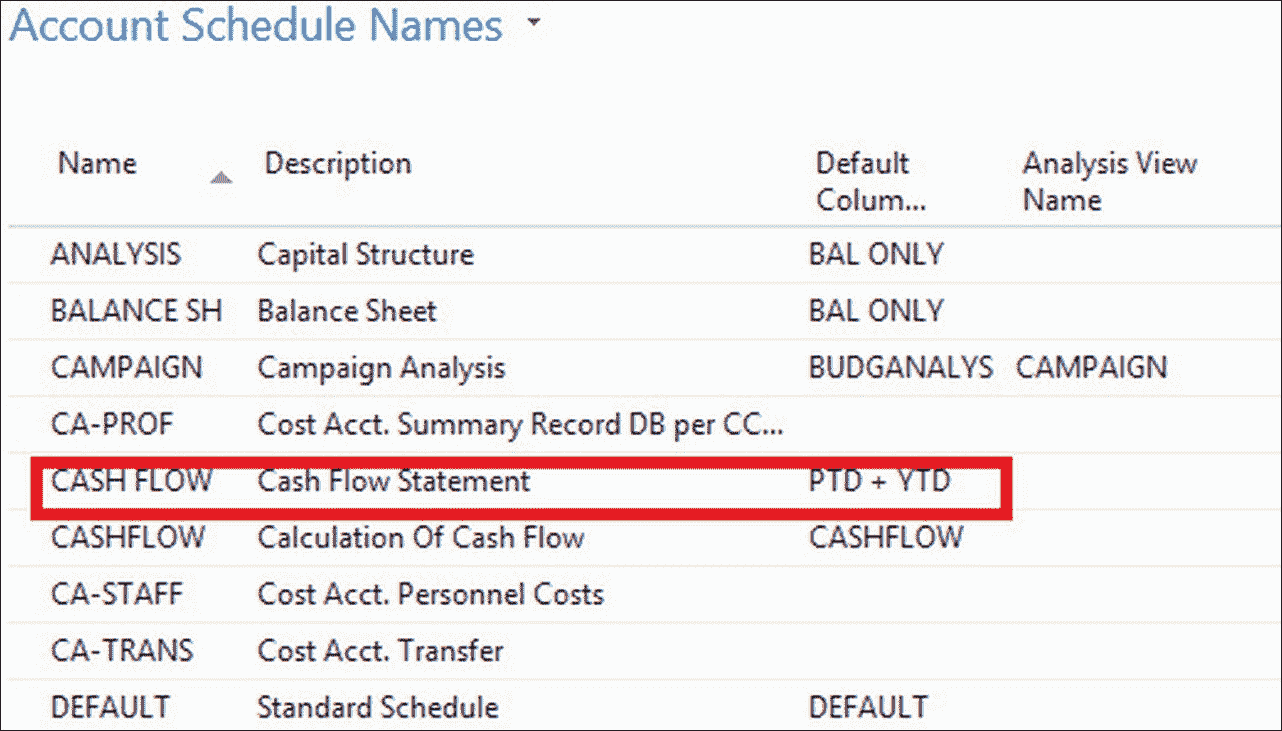 Account Schedule Names
Name Description Default Colum... Analysis View Name
ANALYSIS Capital Structure BAL ONLY
BALANCE SH Balance Sheet BAL ONLY
CAMPAIGN Campaign Analysis BUDGANALYS CAMPAIGN
CA-PROF Cost Acct. Summary Record DB per CC...
CASH FLOW Cash Flow Statement PTD + YTD
CASHFLOW Calculation Of Cash Flow CASHFLOW
CA-STAFF Cost Acct. Personnel Costs
CA-TRANS Cost Acct. Transfer
DEFAULT Standard Schedule DEFAULT